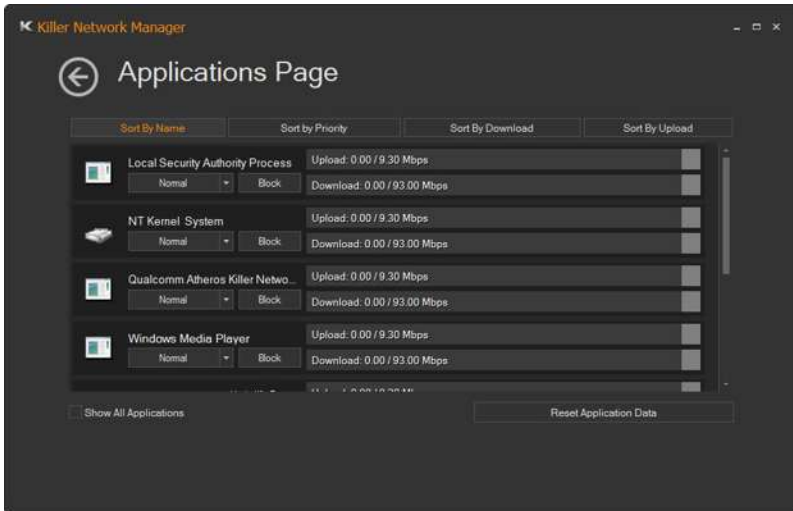 Killer Network Manager
Applications Page
Sort By Name Sort by Priority Sort By Download Sort By Upload
Local Security Authority Process Upload: 0.00 / 9.30 Mbps
Normal Block Download: 0.00 / 93.00 Mbps
NT Kernel System Upload: 0.00 / 9.30 Mbps
Normal Block Download: 0.00 / 93.00 Mbps
Qualcomm Atheros Killer Netwo... Upload: 0.00 / 9.30 Mbps
Normal Block Download: 0.00 / 93.00 Mbps
Windows Media Player Upload: 0.00 / 9.30 Mbps
Normal Block Download: 0.00 / 93.00 Mbps
Show All Applications Reset Application Data